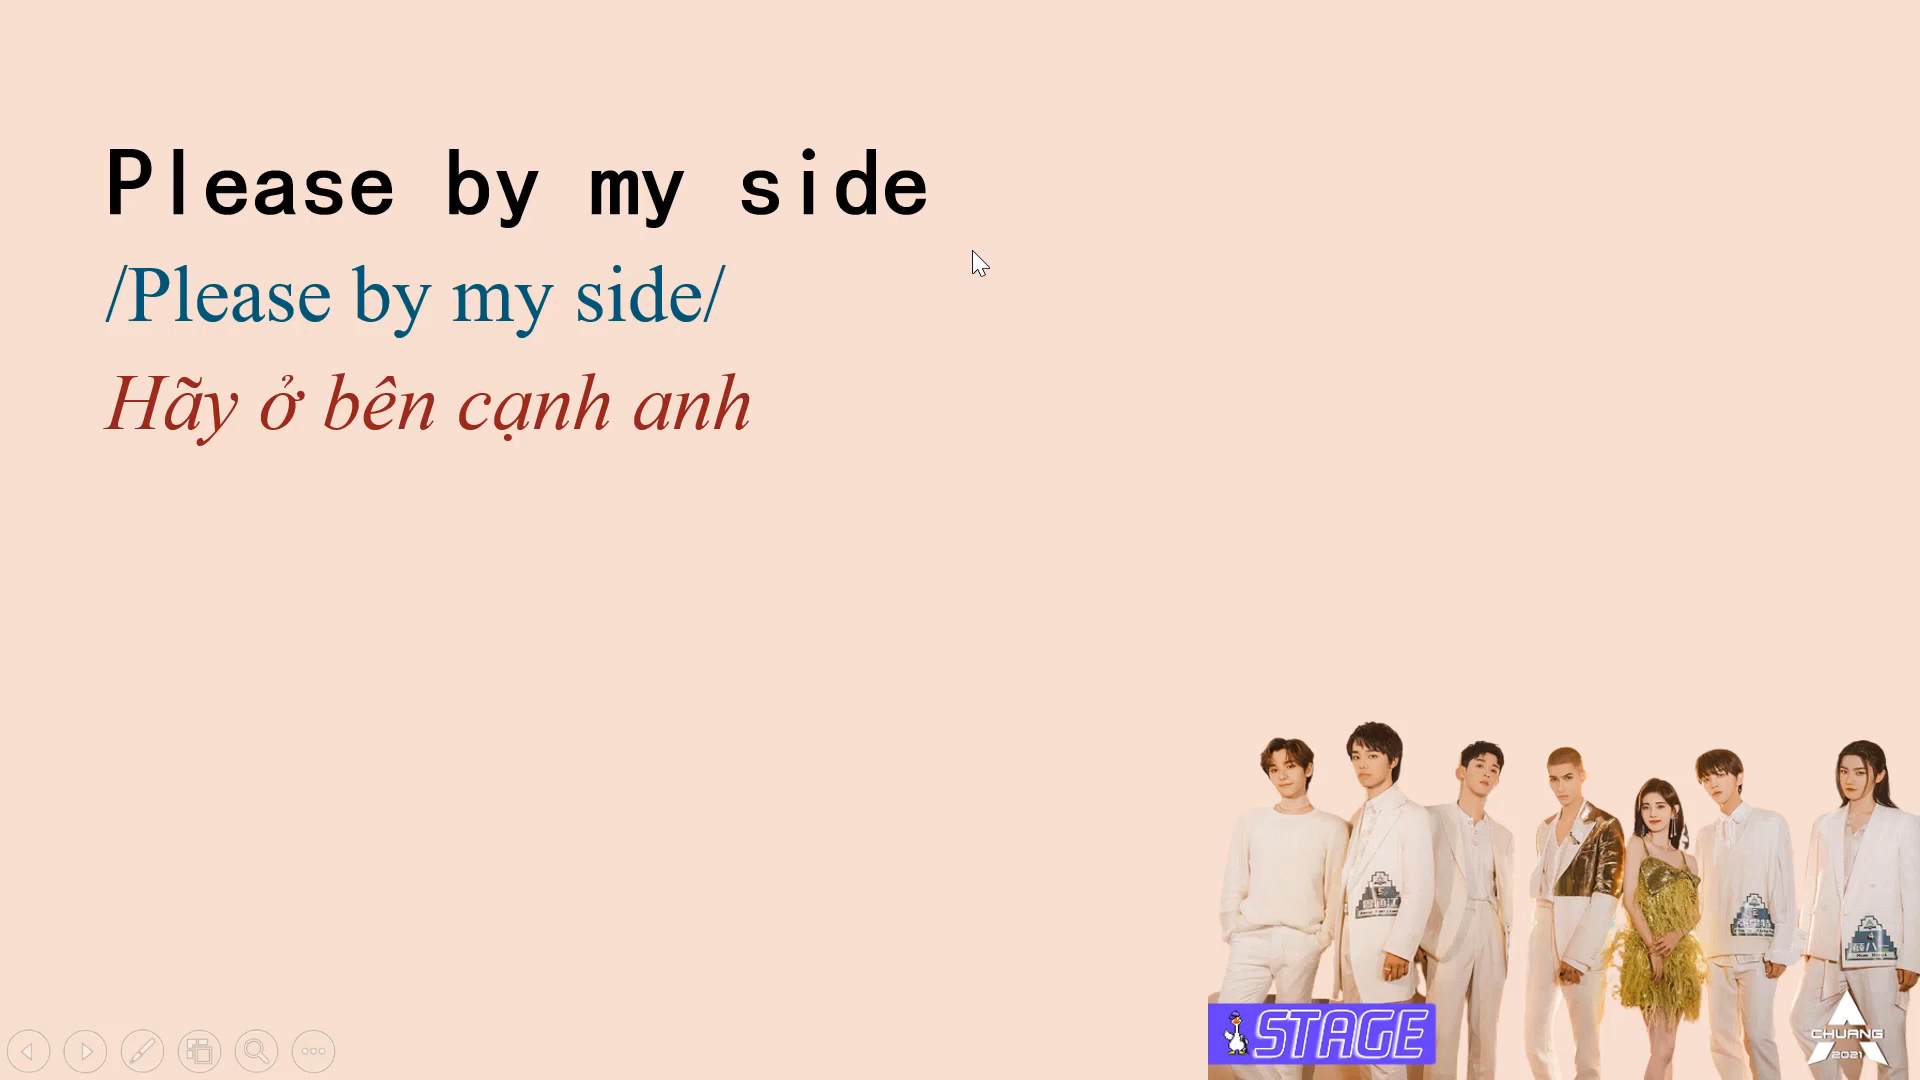 Please by my side
/Please by my side/
Hãy ở bên cạnh anh
STAGE
CHUANG
2021